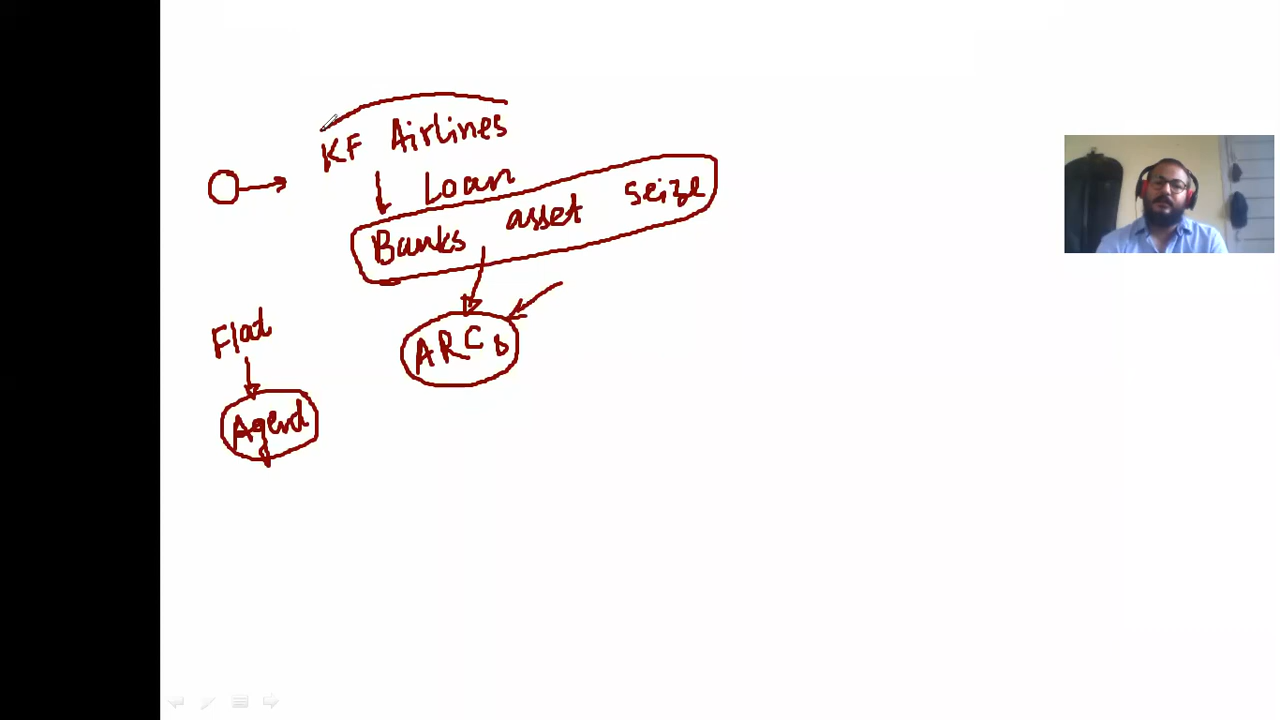 KF Airlines
Loan
Banks asset seize
ARCs
Flat
Agent